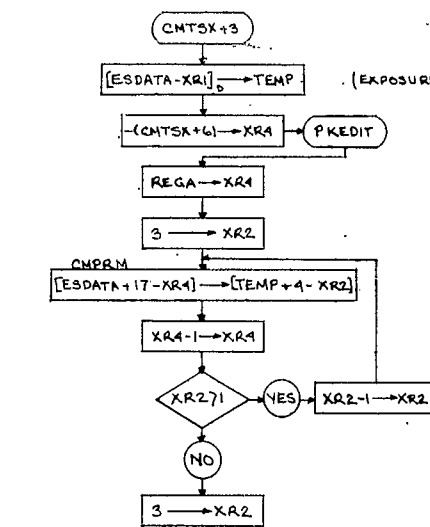 CMTSX+3
[ESDATA-XR1]D → TEMP
(EXPOSURE
-(CMTSX+6) → XR4
PKEDIT
REGA → XR4
3 → XR2
CMPRM
[ESDATA+17-XR4] → [TEMP+4-XR2]
XR4-1 → XR4
XR2>1
YES
XR2-1 → XR2
NO
3 → XR2